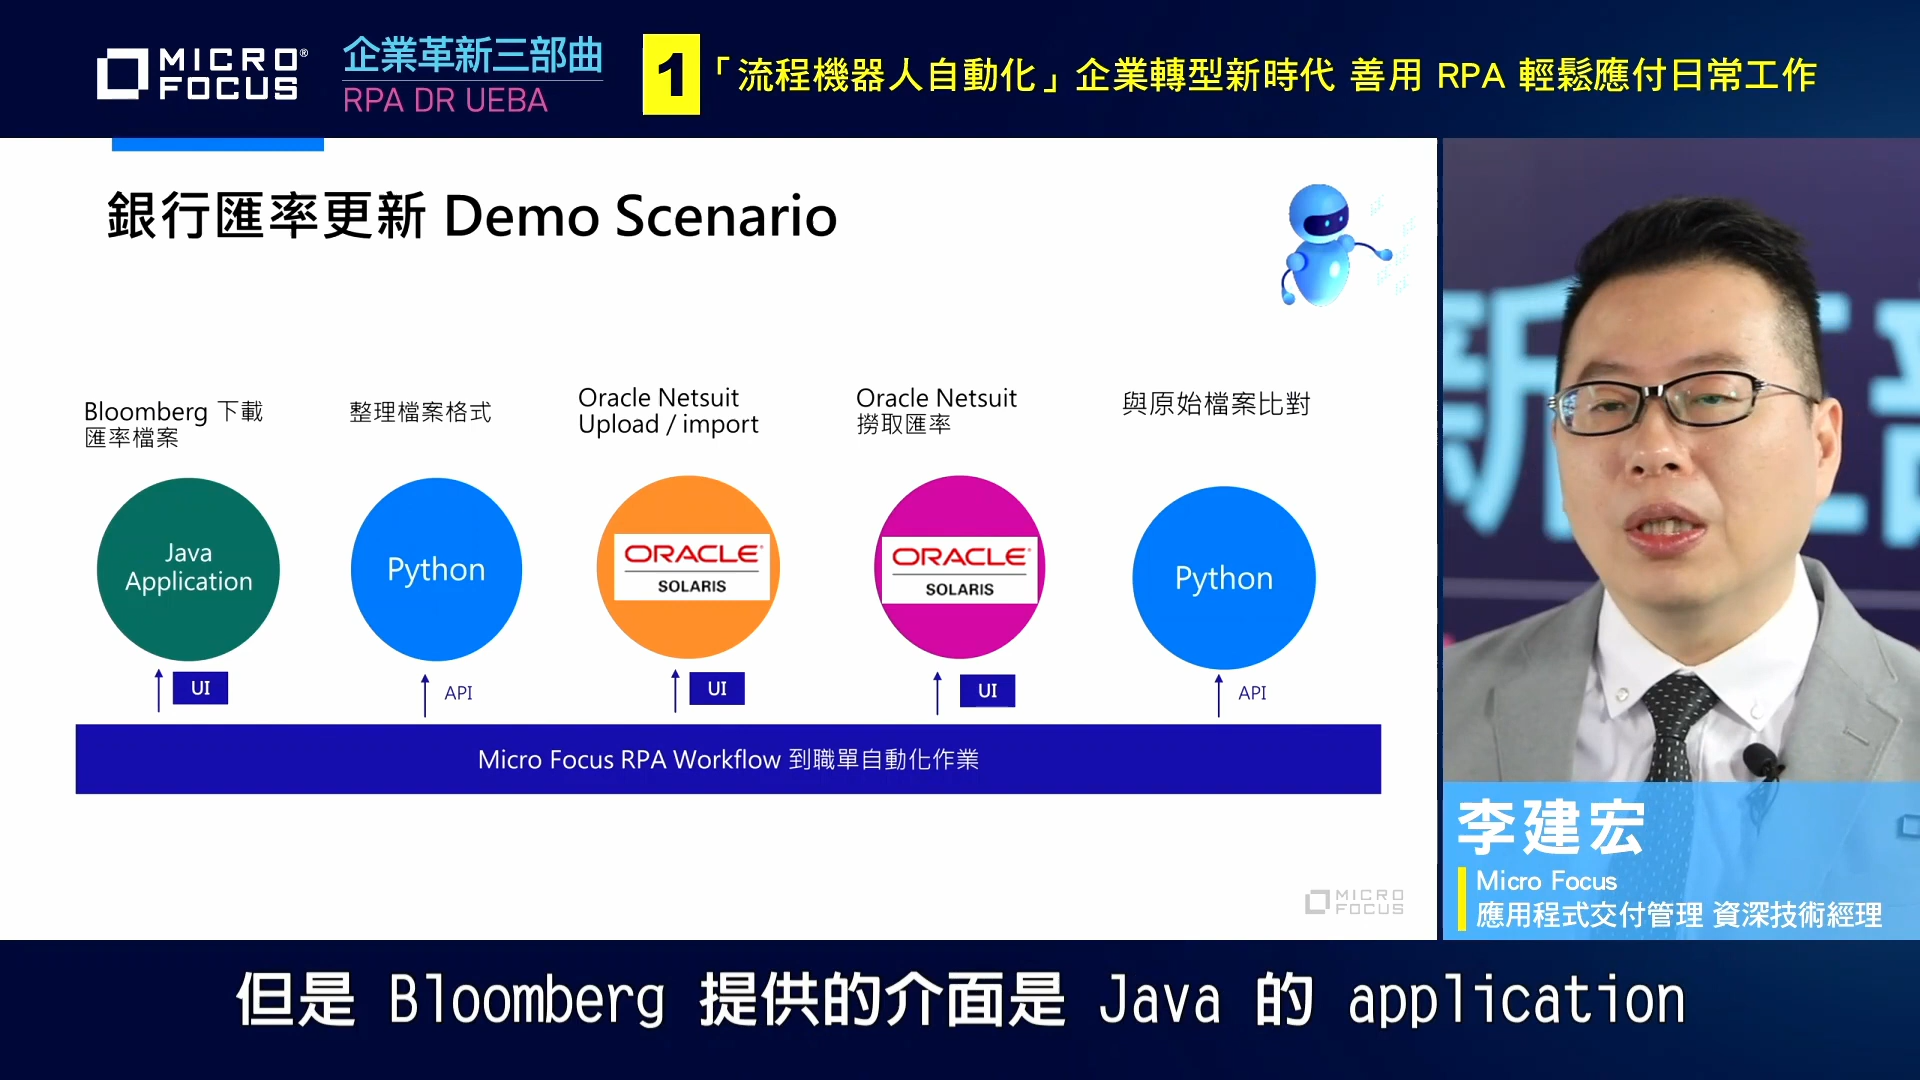 MICRO FOCUS®
企業革新三部曲
RPA DR UEBA
1 「流程機器人自動化」企業轉型新時代 善用 RPA 輕鬆應付日常工作
銀行匯率更新 Demo Scenario
Bloomberg 下載
匯率檔案
整理檔案格式
Oracle Netsuit
Upload / import
Oracle Netsuit
撈取匯率
與原始檔案比對
Java
Application
Python
ORACLE®
SOLARIS
ORACLE®
SOLARIS
Python
UI
API
UI
UI
API
Micro Focus RPA Workflow 到職單自動化作業
MICRO
FOCUS
新三部
李建宏
Micro Focus
應用程式交付管理 資深技術經理
但是 Bloomberg 提供的介面是 Java 的 application